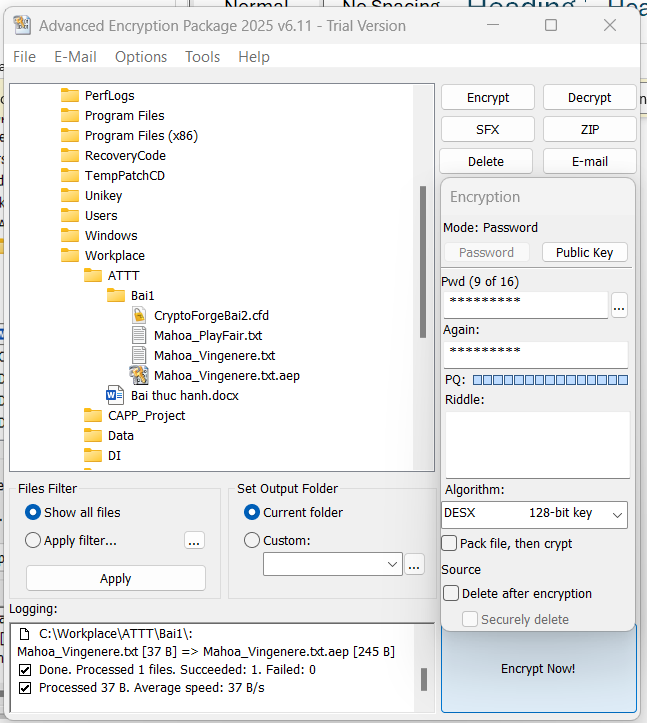 Normal No Spacing Heading Hea
Advanced Encryption Package 2025 v6.11 - Trial Version
File E-Mail Options Tools Help
PerfLogs
Program Files
Program Files (x86)
RecoveryCode
TempPatchCD
Unikey
Users
Windows
Workplace
ATTT
Bai1
CryptoForgeBai2.cfd
Mahoa_PlayFair.txt
Mahoa_Vingenere.txt
Mahoa_Vingenere.txt.aep
Bai thuc hanh.docx
CAPP_Project
Data
DI
Encrypt Decrypt
SFX ZIP
Delete E-mail
Encryption
Mode: Password
Password Public Key
Pwd (9 of 16)
********* ...
Again:
*********
PQ:
Riddle:
Algorithm:
DESX 128-bit key
Pack file, then crypt
Source
Delete after encryption
Securely delete
Encrypt Now!
Files Filter
Show all files
Apply filter... ...
Apply
Set Output Folder
Current folder
Custom:
...
Logging:
C:\Workplace\ATTT\Bai1\:
Mahoa_Vingenere.txt [37 B] => Mahoa_Vingenere.txt.aep [245 B]
Done. Processed 1 files. Succeeded: 1. Failed: 0
Processed 37 B. Average speed: 37 B/s